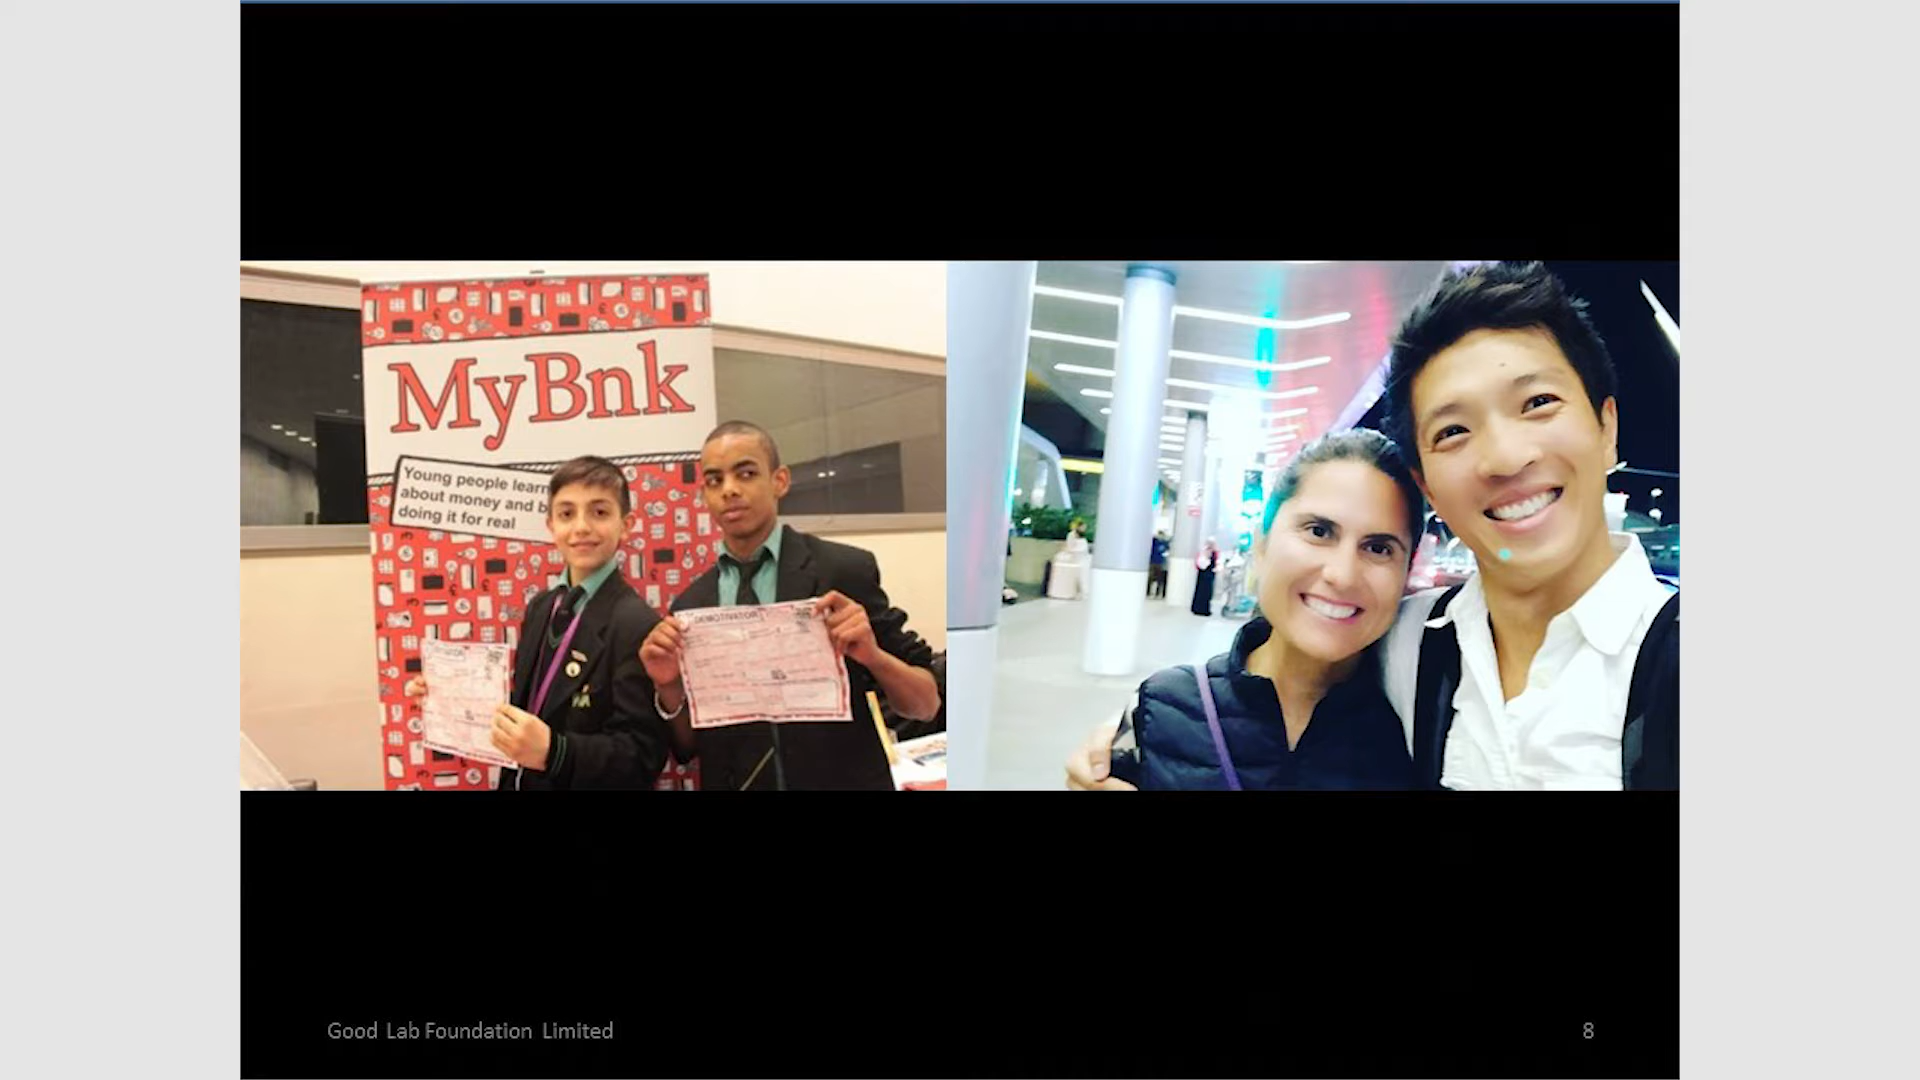 MyBnk
Young people learn
about money and b
doing it for real
DEMOTIVATOR
Good Lab Foundation Limited
8